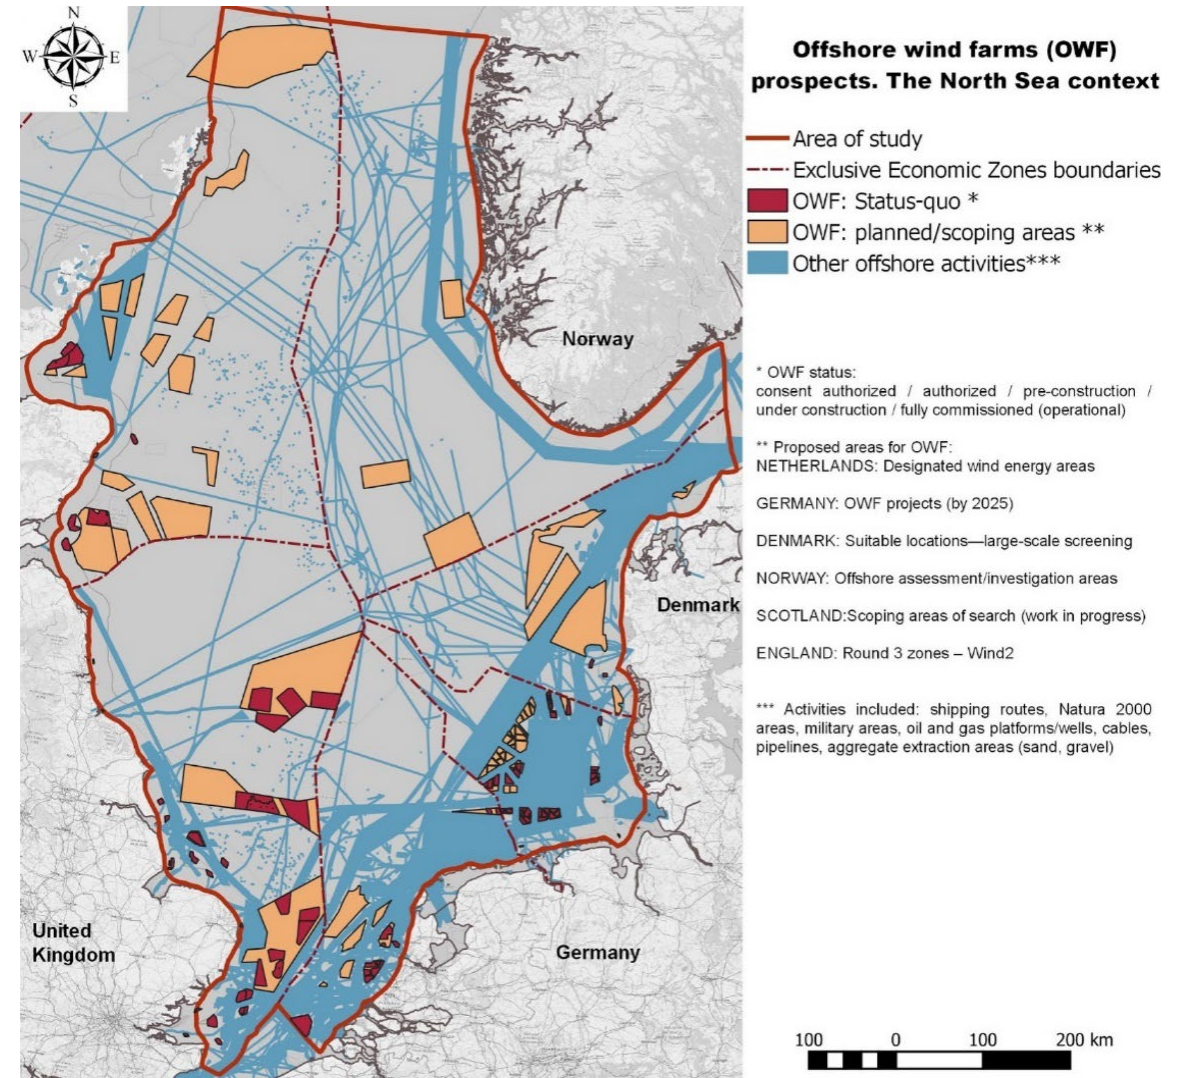 N
W E
S
Offshore wind farms (OWF)
prospects. The North Sea context
Area of study
Exclusive Economic Zones boundaries
OWF: Status-quo *
OWF: planned/scoping areas **
Other offshore activities***
Norway
Denmark
United
Kingdom
Germany
* OWF status:
consent authorized / authorized / pre-construction /
under construction / fully commissioned (operational)
** Proposed areas for OWF:
NETHERLANDS: Designated wind energy areas
GERMANY: OWF projects (by 2025)
DENMARK: Suitable locations—large-scale screening
NORWAY: Offshore assessment/investigation areas
SCOTLAND:Scoping areas of search (work in progress)
ENGLAND: Round 3 zones – Wind2
*** Activities included: shipping routes, Natura 2000
areas, military areas, oil and gas platforms/wells, cables,
pipelines, aggregate extraction areas (sand, gravel)
100 0 100 200 km